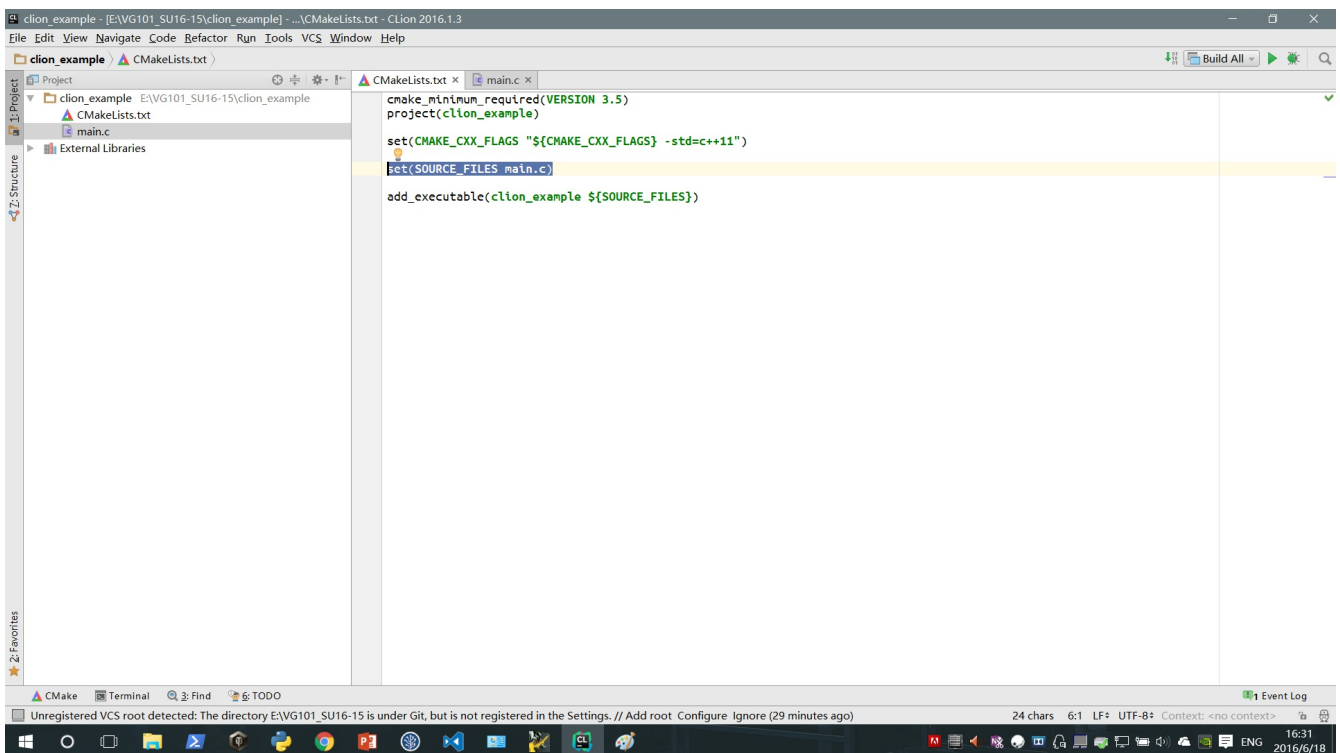 clion_example - [E:\VG101_SU16-15\clion_example] - ...\CMakeLists.txt - CLion 2016.1.3
File Edit View Navigate Code Refactor Run Tools VCS Window Help
clion_example CMakeLists.txt
Build All
1: Project
Project
CMakeLists.txt
main.c
clion_example E:\VG101_SU16-15\clion_example
CMakeLists.txt
main.c
External Libraries
Z: Structure
2: Favorites
cmake_minimum_required(VERSION 3.5)
project(clion_example)
set(CMAKE_CXX_FLAGS "${CMAKE_CXX_FLAGS} -std=c++11")
set(SOURCE_FILES main.c)
add_executable(clion_example ${SOURCE_FILES})
CMake Terminal 3: Find 6: TODO
1 Event Log
Unregistered VCS root detected: The directory E:\VG101_SU16-15 is under Git, but is not registered in the Settings. // Add root Configure Ignore (29 minutes ago)
24 chars 6:1 LF UTF-8 Context: <no context>
ENG
16:31
2016/6/18